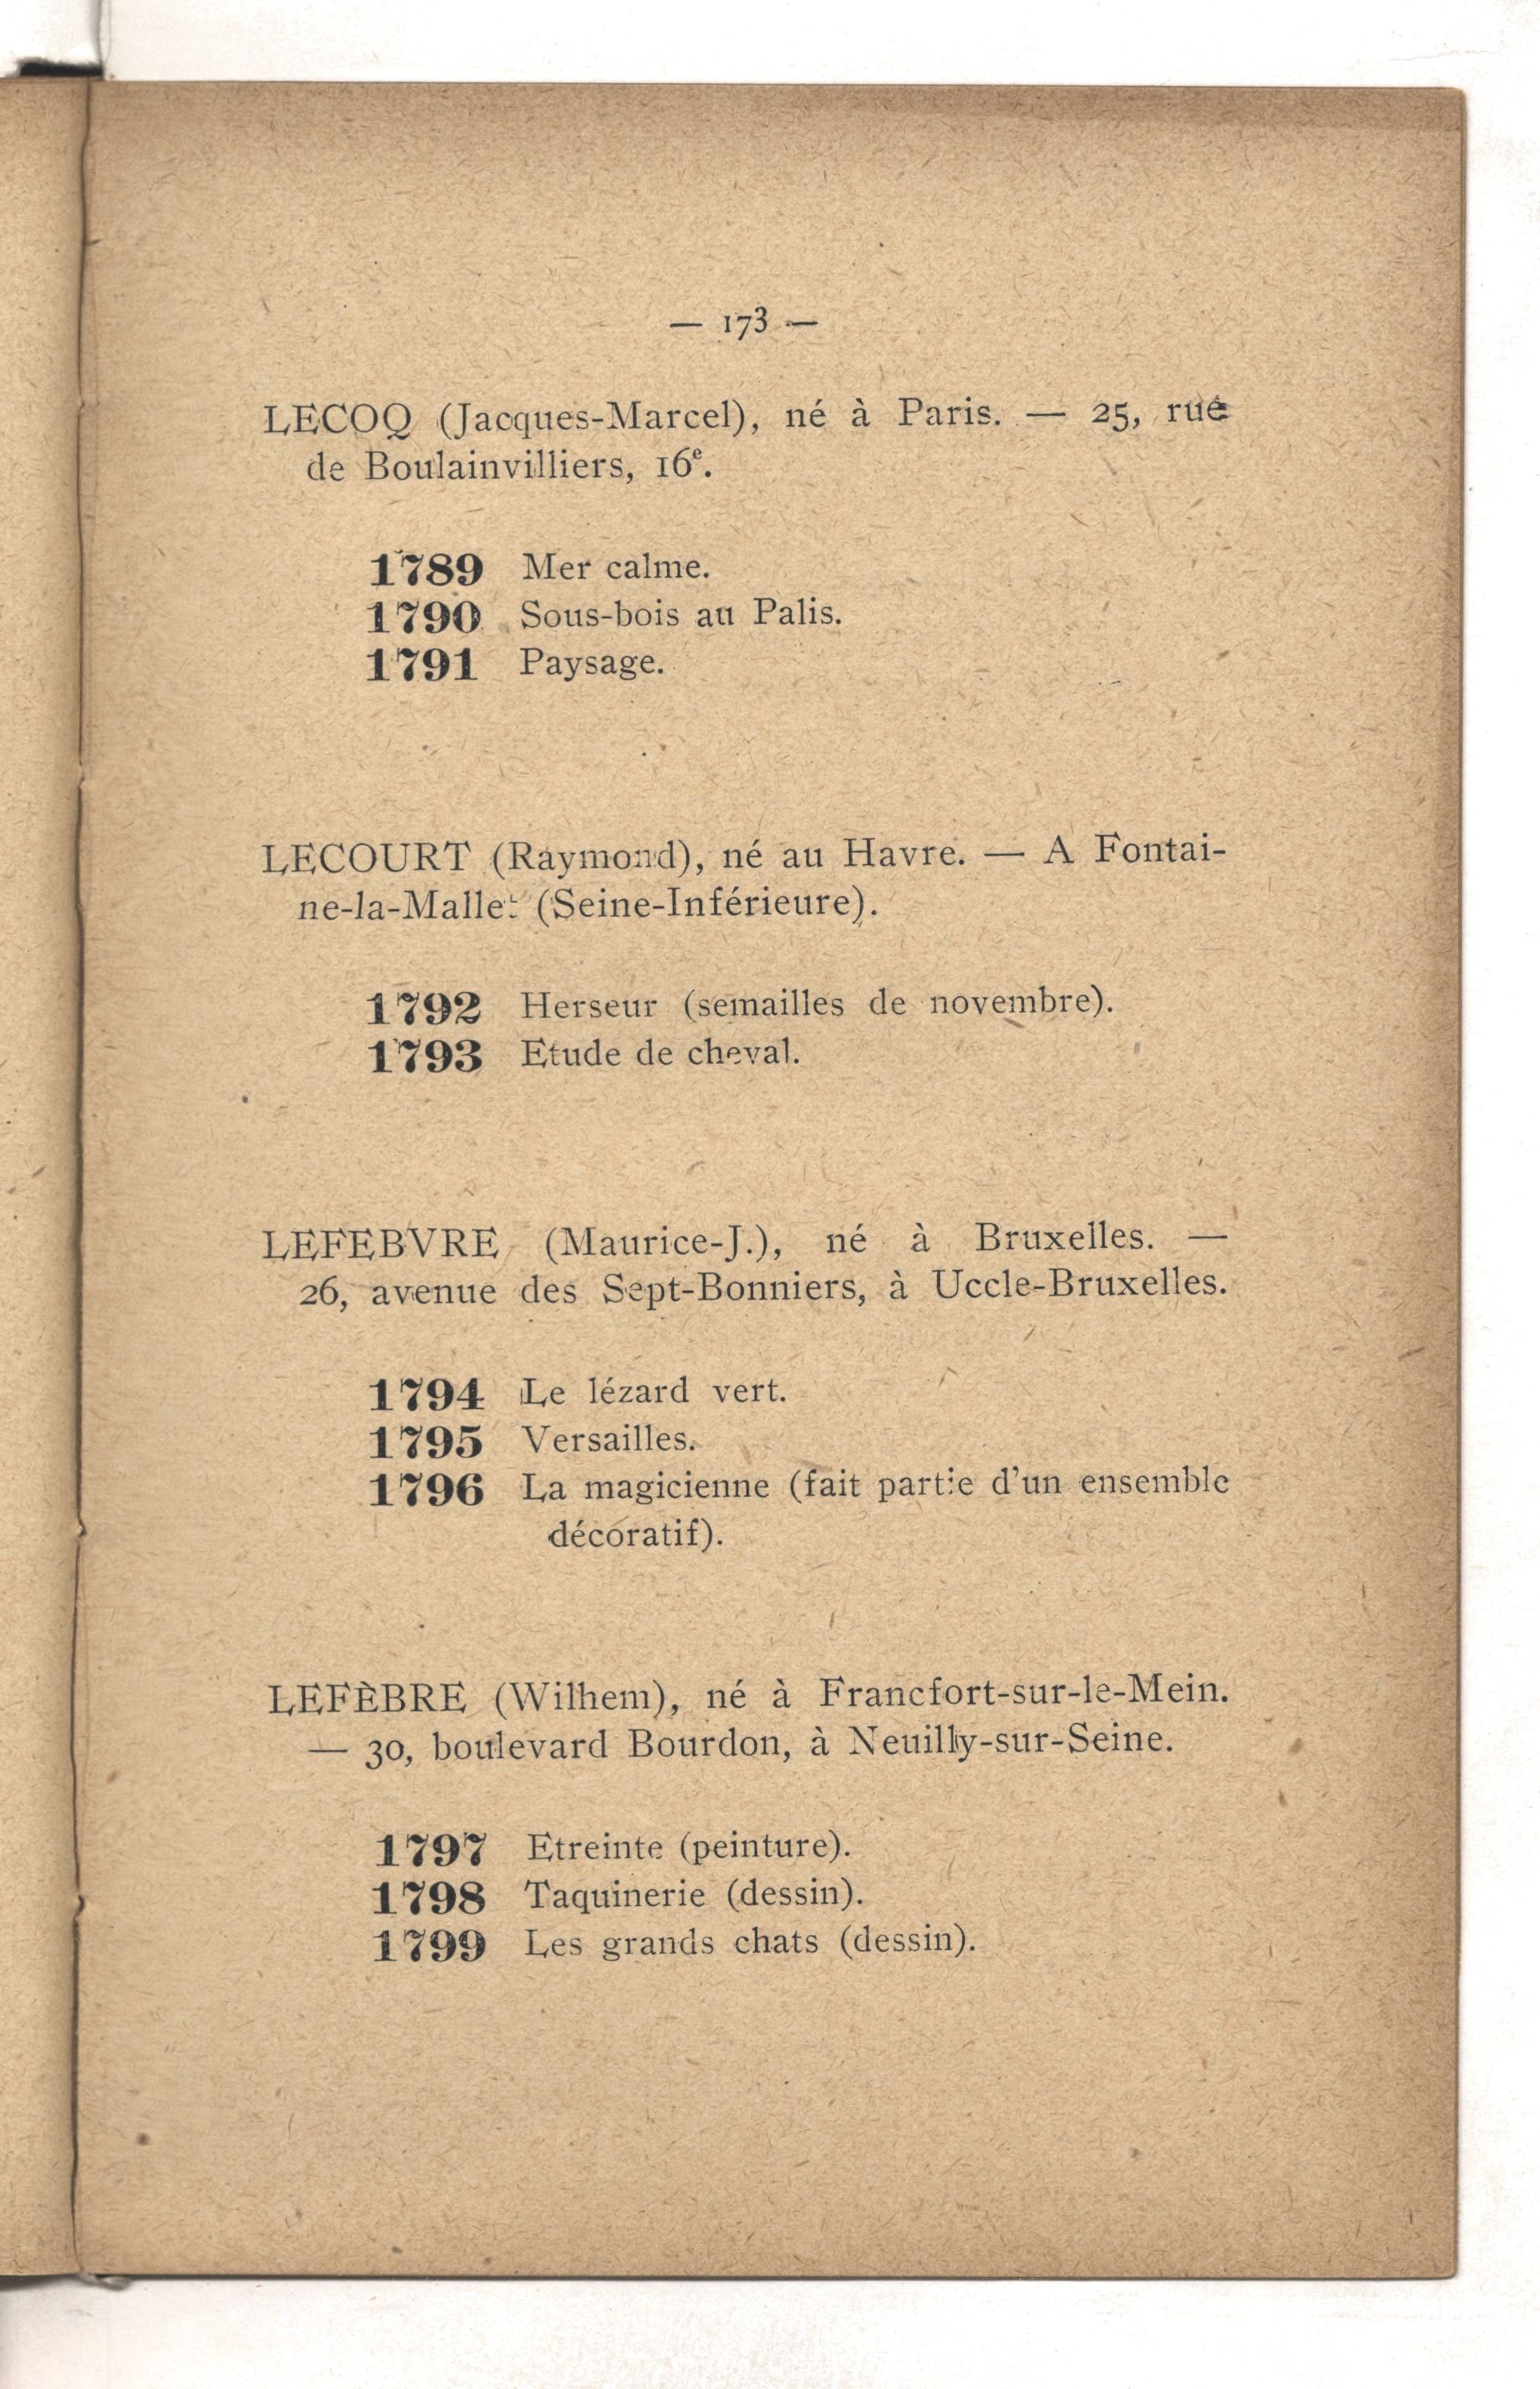 — 173 —
LECOQ (Jacques-Marcel), né à Paris. — 25, rue
de Boulainvilliers, 16e.
1789 Mer calme.
1790 Sous-bois au Palis.
1791 Paysage.
LECOURT (Raymond), né au Havre. — A Fontai-
ne-la-Mallet (Seine-Inférieure).
1792 Herseur (semailles de novembre).
1793 Etude de cheval.
LEFEBVRE (Maurice-J.), né à Bruxelles. —
26, avenue des Sept-Bonniers, à Uccle-Bruxelles.
1794 Le lézard vert.
1795 Versailles.
1796 La magicienne (fait partie d'un ensemble
décoratif).
LEFÈBRE (Wilhem), né à Francfort-sur-le-Mein.
— 30, boulevard Bourdon, à Neuilly-sur-Seine.
1797 Etreinte (peinture).
1798 Taquinerie (dessin).
1799 Les grands chats (dessin).